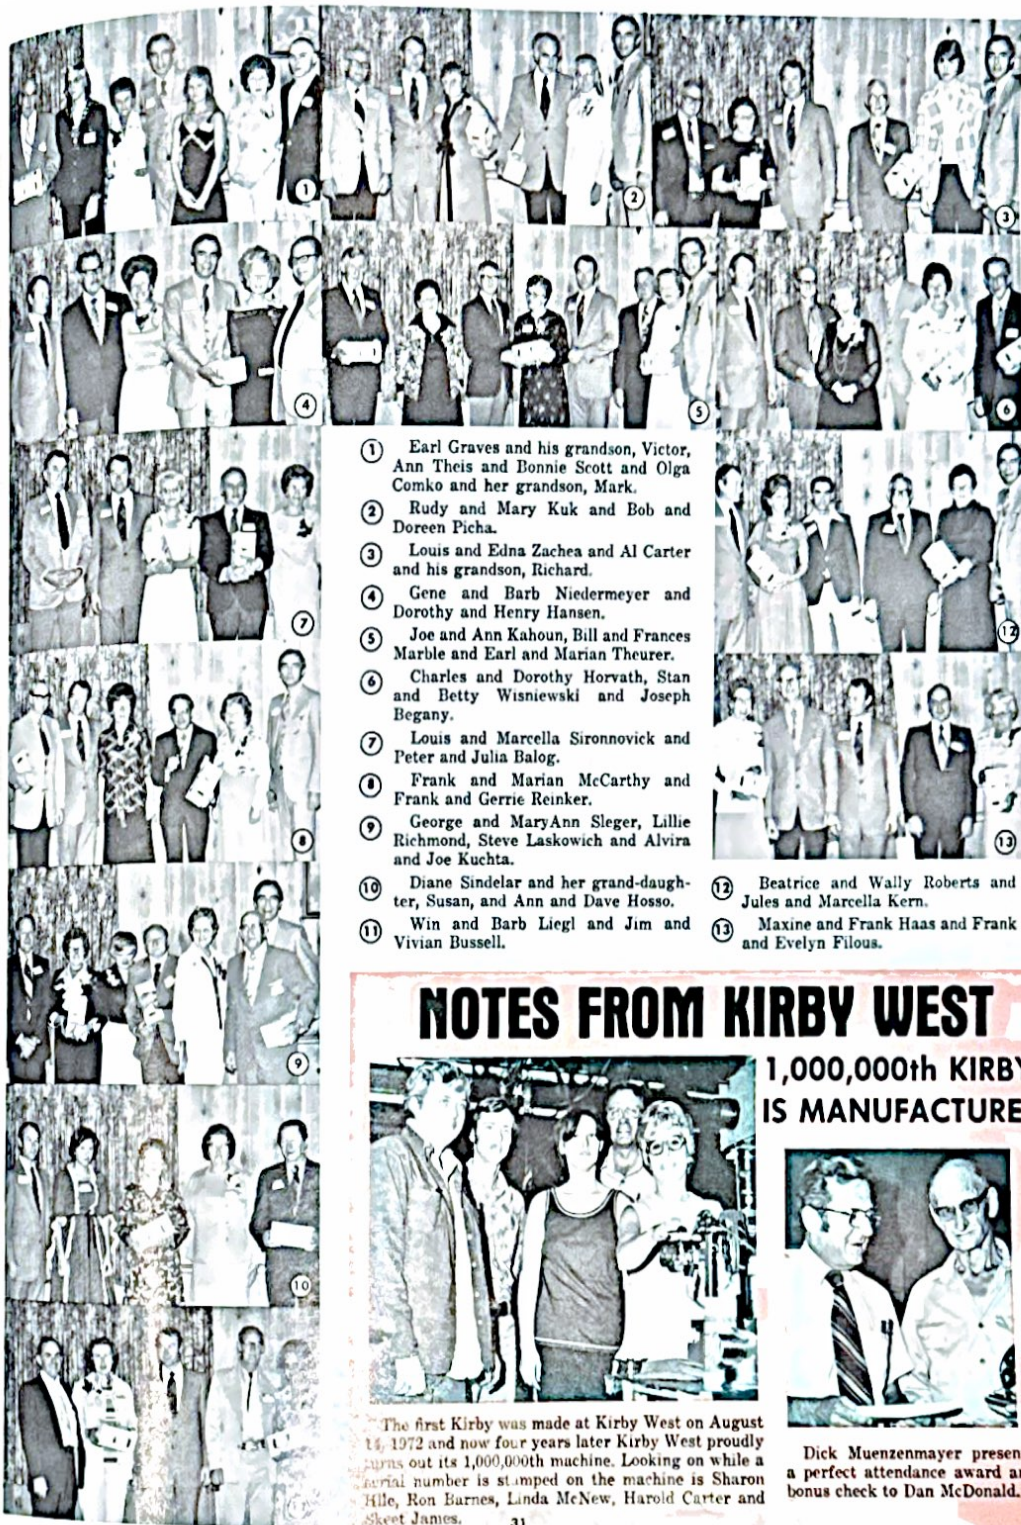 1
2
3
4
5
6
7
8
9
10
12
13
① Earl Graves and his grandson, Victor,
Ann Theis and Bonnie Scott and Olga
Comko and her grandson, Mark.
② Rudy and Mary Kuk and Bob and
Doreen Picha.
③ Louis and Edna Zachea and Al Carter
and his grandson, Richard.
④ Gene and Barb Niedermeyer and
Dorothy and Henry Hansen.
⑤ Joe and Ann Kahoun, Bill and Frances
Marble and Earl and Marian Theurer.
⑥ Charles and Dorothy Horvath, Stan
and Betty Wisniewski and Joseph
Begany.
⑦ Louis and Marcella Sironnovick and
Peter and Julia Balog.
⑧ Frank and Marian McCarthy and
Frank and Gerrie Reinker.
⑨ George and MaryAnn Sleger, Lillie
Richmond, Steve Laskowich and Alvira
and Joe Kuchta.
⑩ Diane Sindelar and her grand-daugh-
ter, Susan, and Ann and Dave Hosso.
⑪ Win and Barb Liegl and Jim and
Vivian Bussell.
⑫ Beatrice and Wally Roberts and
Jules and Marcella Kern.
⑬ Maxine and Frank Haas and Frank
and Evelyn Filous.
NOTES FROM KIRBY WEST
1,000,000th KIRBY
IS MANUFACTURE
The first Kirby was made at Kirby West on August
14, 1972 and now four years later Kirby West proudly
turns out its 1,000,000th machine. Looking on while a
serial number is stamped on the machine is Sharon
Ron Barnes, Linda McNew, Harold Carter and
Skeet James.
Dick Muenzenmayer presen
a perfect attendance award an
bonus check to Dan McDonald.
31